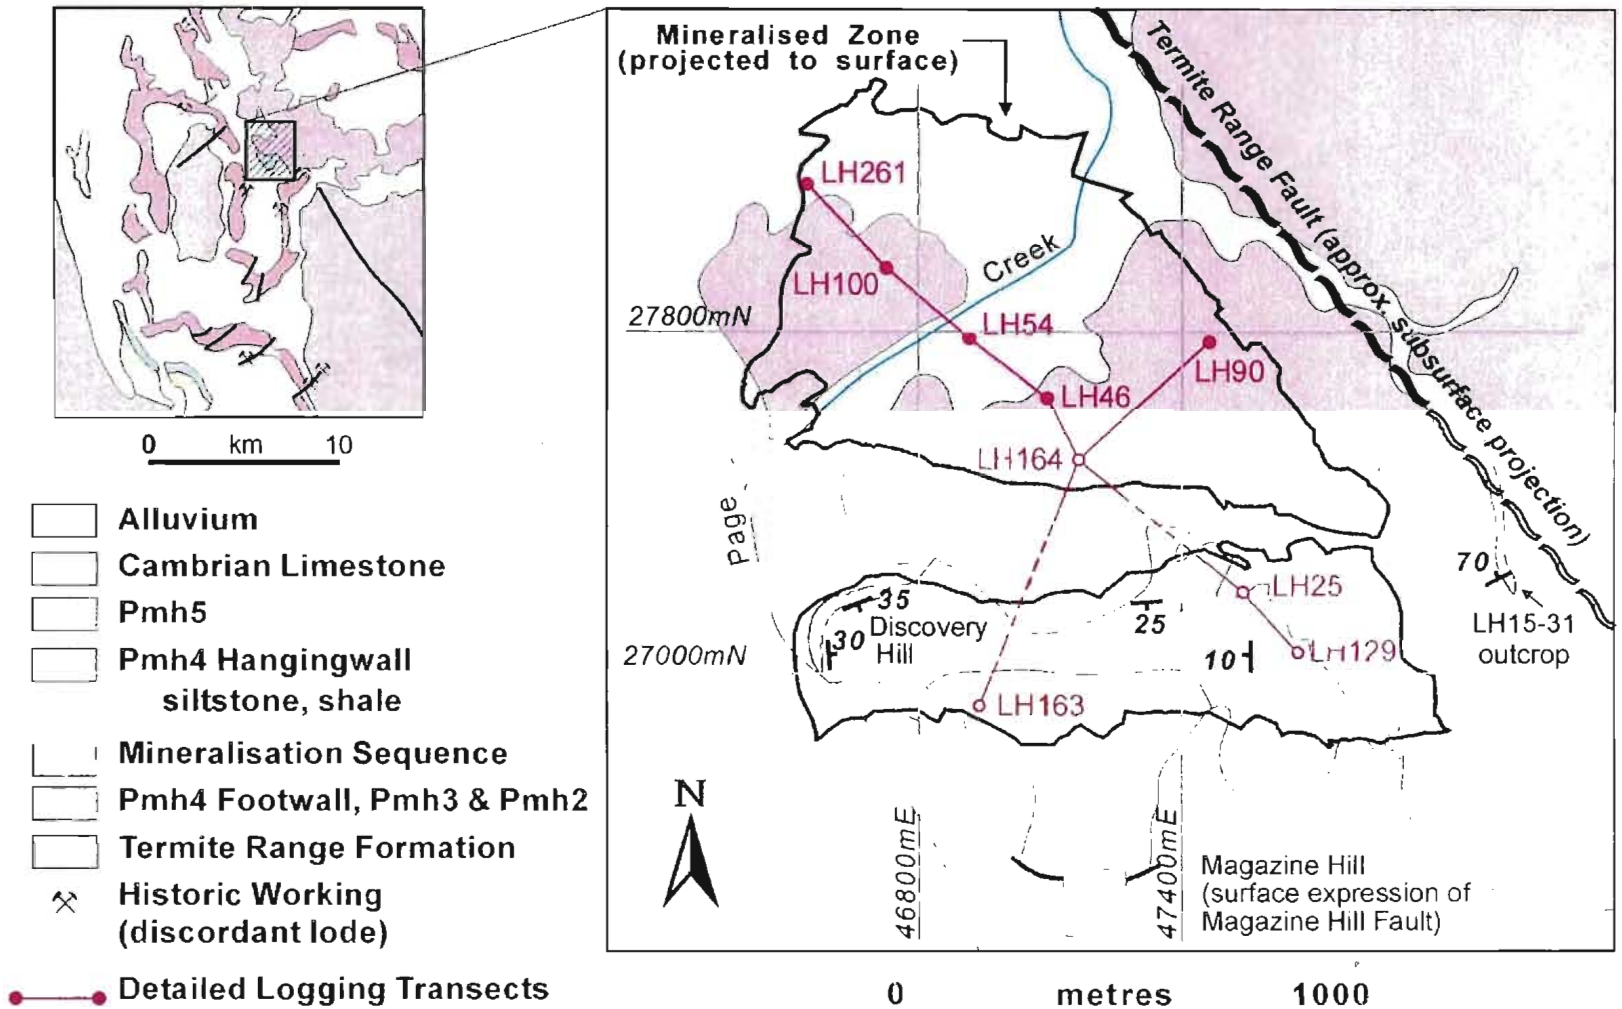 Mineralised Zone
(projected to surface)
Termite Range Fault (approx. subsurface projection)
LH261
LH100
Creek
27800mN
LH54
LH90
LH46
LH164
Page
70
LH15-31
outcrop
35
Discovery
Hill
30
25
LH25
27000mN
10
LH129
LH163
N
46800mE
47400mE
Magazine Hill
(surface expression of
Magazine Hill Fault)
0 metres 1000
0 km 10
Alluvium
Cambrian Limestone
Pmh5
Pmh4 Hangingwall
siltstone, shale
Mineralisation Sequence
Pmh4 Footwall, Pmh3 & Pmh2
Termite Range Formation
Historic Working
(discordant lode)
Detailed Logging Transects